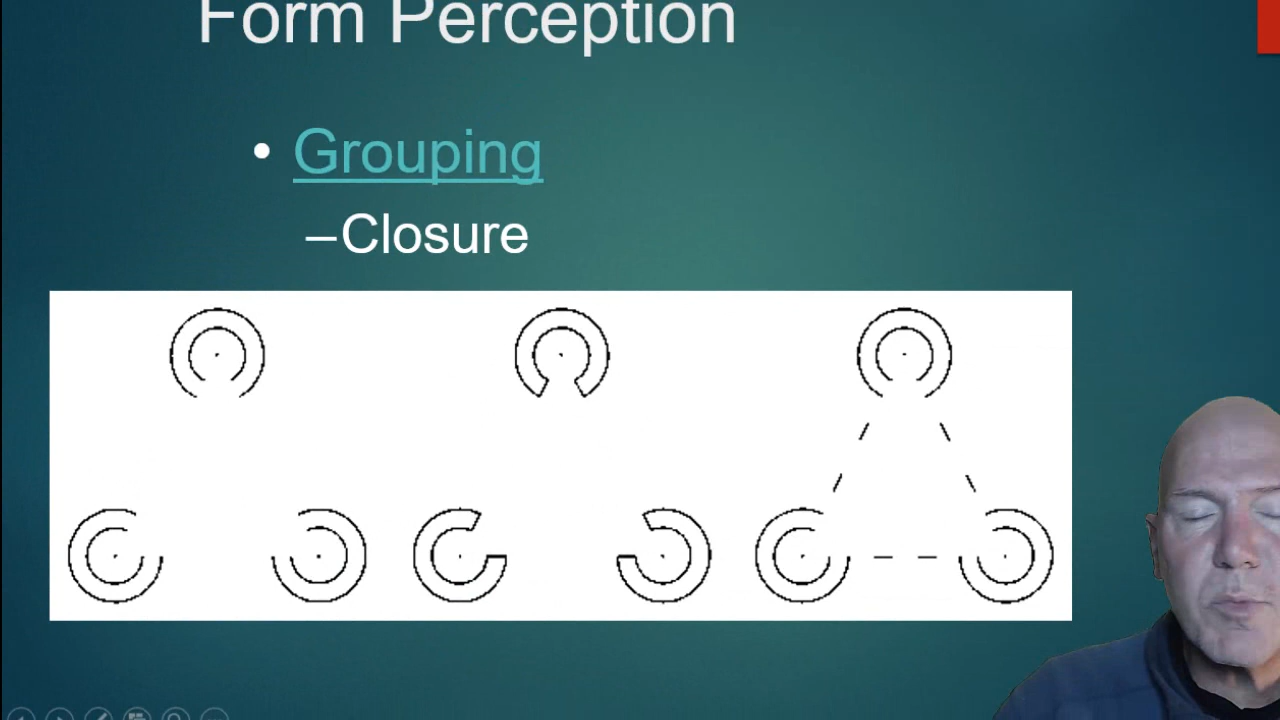 Form Perception
• Grouping
–Closure